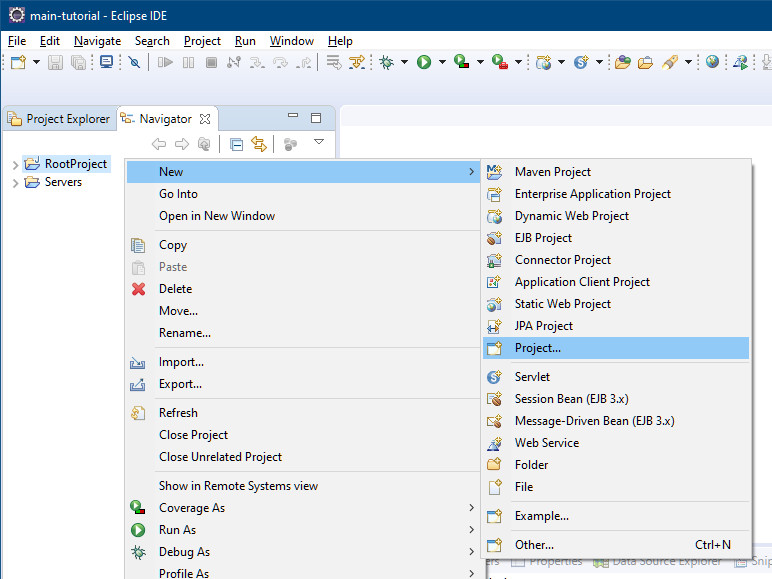 main-tutorial - Eclipse IDE
File Edit Navigate Search Project Run Window Help
Project Explorer Navigator
RootProject
Servers
New
Go Into
Open in New Window
Copy
Paste
Delete
Move...
Rename...
Import...
Export...
Refresh
Close Project
Close Unrelated Project
Show in Remote Systems view
Coverage As
Run As
Debug As
Profile As
Maven Project
Enterprise Application Project
Dynamic Web Project
EJB Project
Connector Project
Application Client Project
Static Web Project
JPA Project
Project...
Servlet
Session Bean (EJB 3.x)
Message-Driven Bean (EJB 3.x)
Web Service
Folder
File
Example...
Other... Ctrl+N
Properties Data Source Explorer